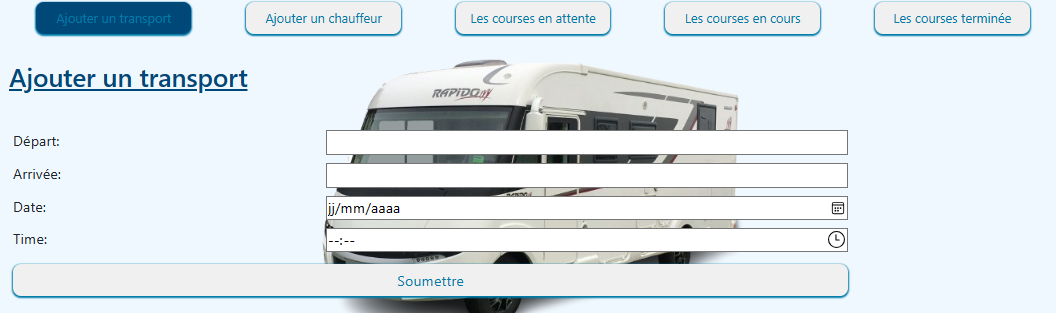 Ajouter un transport
Ajouter un chauffeur
Les courses en attente
Les courses en cours
Les courses terminée
Ajouter un transport
RAPIDO
Départ:
Arrivée:
Date:
jj/mm/aaaa
Time:
--:--
Soumettre